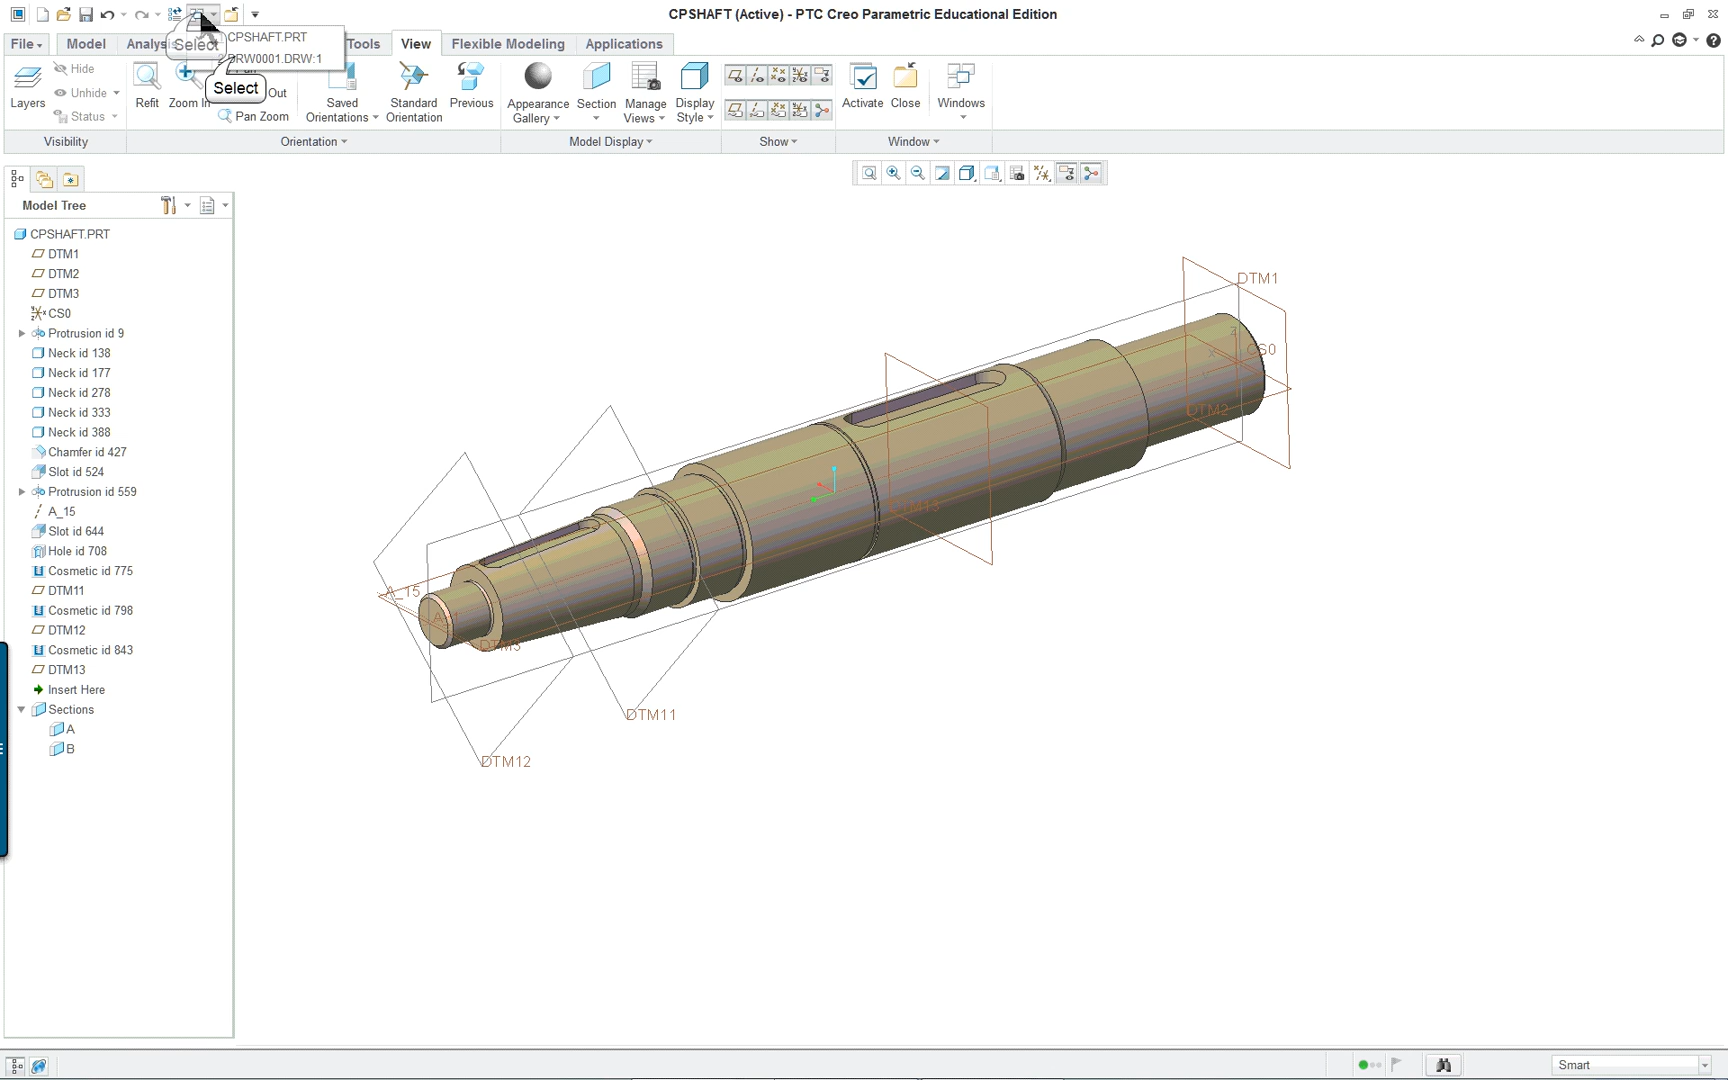 CPSHAFT (Active) - PTC Creo Parametric Educational Edition
CPSHAFT.PRT
DRW0001.DRW:1
Select
Select
File
Model
Analysis
Tools
View
Flexible Modeling
Applications
Layers
Hide
Unhide
Status
Refit
Zoom In
Out
Pan Zoom
Saved
Orientations
Standard
Orientation
Previous
Appearance
Gallery
Section
Manage
Views
Display
Style
Activate
Close
Windows
Visibility
Orientation
Model Display
Show
Window
Model Tree
CPSHAFT.PRT
DTM1
DTM2
DTM3
CS0
Protrusion id 9
Neck id 138
Neck id 177
Neck id 278
Neck id 333
Neck id 388
Chamfer id 427
Slot id 524
Protrusion id 559
A_15
Slot id 644
Hole id 708
Cosmetic id 775
DTM11
Cosmetic id 798
DTM12
Cosmetic id 843
DTM13
Insert Here
Sections
A
B
DTM1
Z
X
CS0
DTM2
DTM13
A_15
DTM3
DTM11
DTM12
Smart